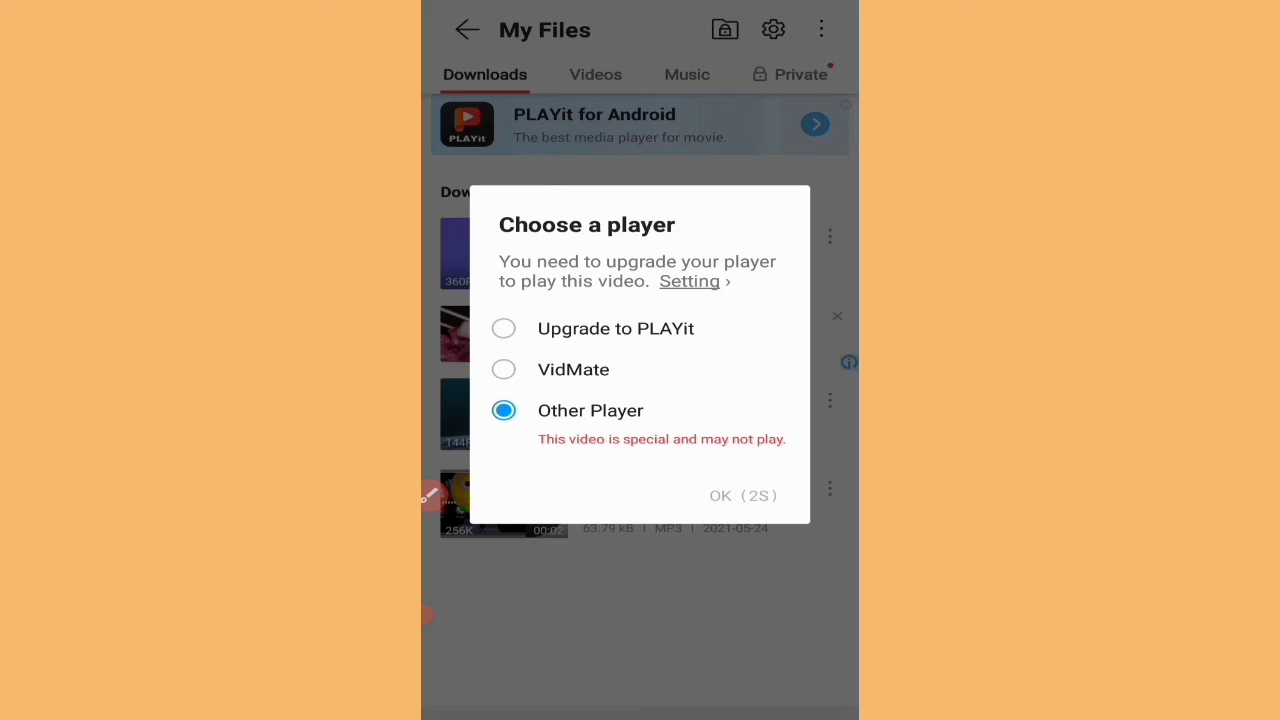 My Files
Downloads Videos Music Private
PLAYit for Android
PLAYit
The best media player for movie.
Dow
Choose a player
You need to upgrade your player
to play this video. Setting ›
360P
Upgrade to PLAYit
VidMate
Other Player
This video is special and may not play.
144P
OK (2S)
256K 00:02 63.79 kB | MP3 | 2021-05-24